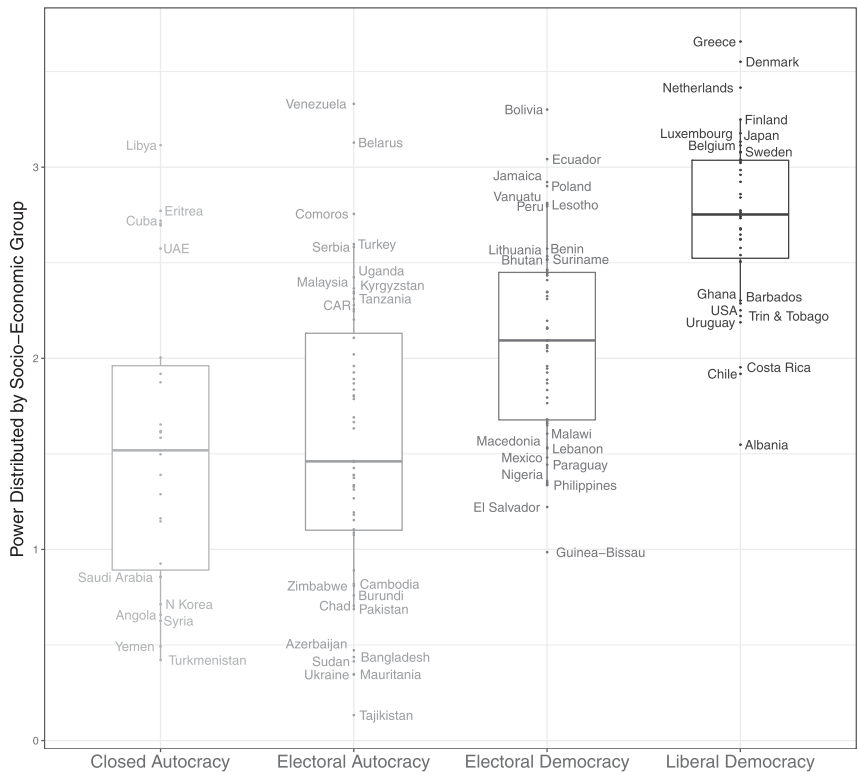 Power Distributed by Socio−Economic Group
3
2
1
0
Libya
Eritrea
Cuba
UAE
Saudi Arabia
N Korea
Angola
Syria
Yemen
Turkmenistan
Venezuela
Belarus
Comoros
Serbia
Turkey
Uganda
Malaysia
Kyrgyzstan
Tanzania
CAR
Zimbabwe
Cambodia
Burundi
Chad
Pakistan
Azerbaijan
Bangladesh
Sudan
Ukraine
Mauritania
Tajikistan
Bolivia
Ecuador
Jamaica
Poland
Vanuatu
Peru
Lesotho
Lithuania
Benin
Bhutan
Suriname
Malawi
Macedonia
Lebanon
Mexico
Paraguay
Nigeria
Philippines
El Salvador
Guinea−Bissau
Greece
Denmark
Netherlands
Finland
Luxembourg
Japan
Belgium
Sweden
Ghana
Barbados
USA
Trin & Tobago
Uruguay
Costa Rica
Chile
Albania
Closed Autocracy
Electoral Autocracy
Electoral Democracy
Liberal Democracy